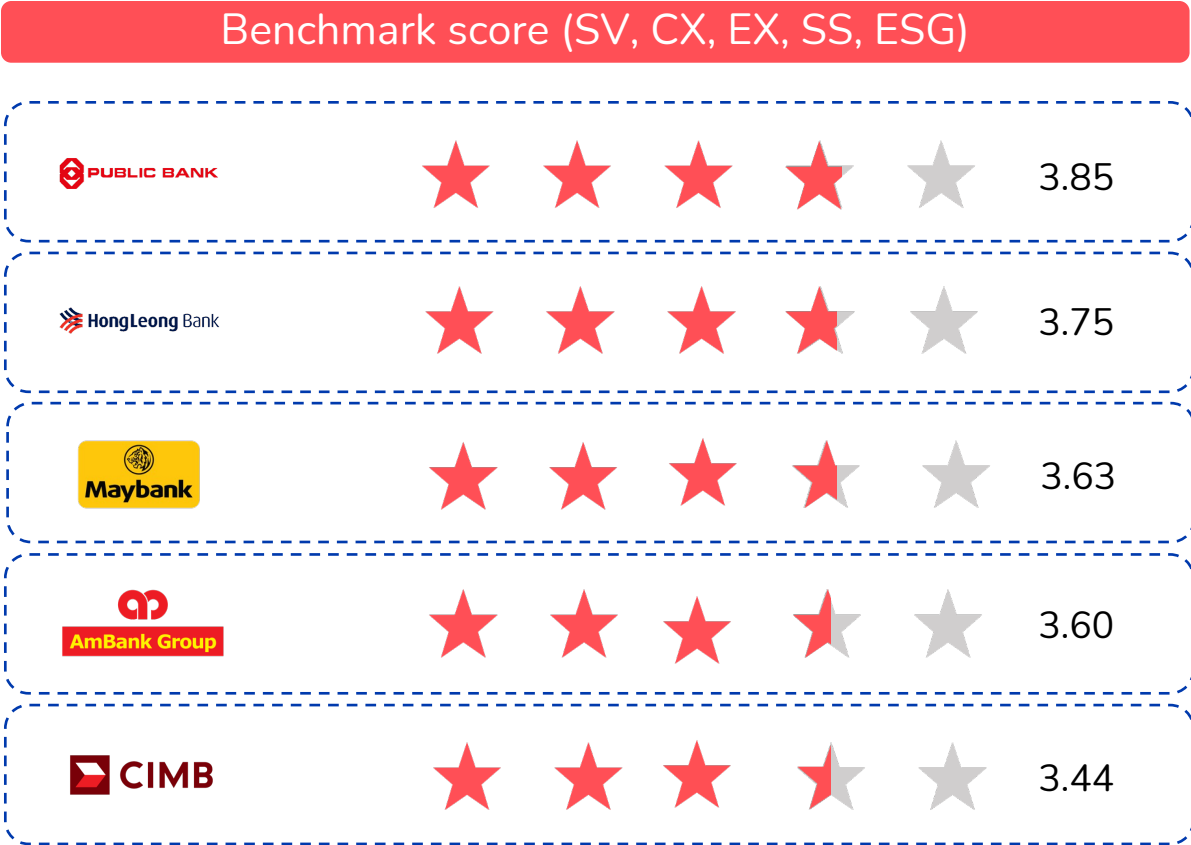 Benchmark score (SV, CX, EX, SS, ESG)
PUBLIC BANK
3.85
HongLeong Bank
3.75
Maybank
3.63
AmBank Group
3.60
CIMB
3.44